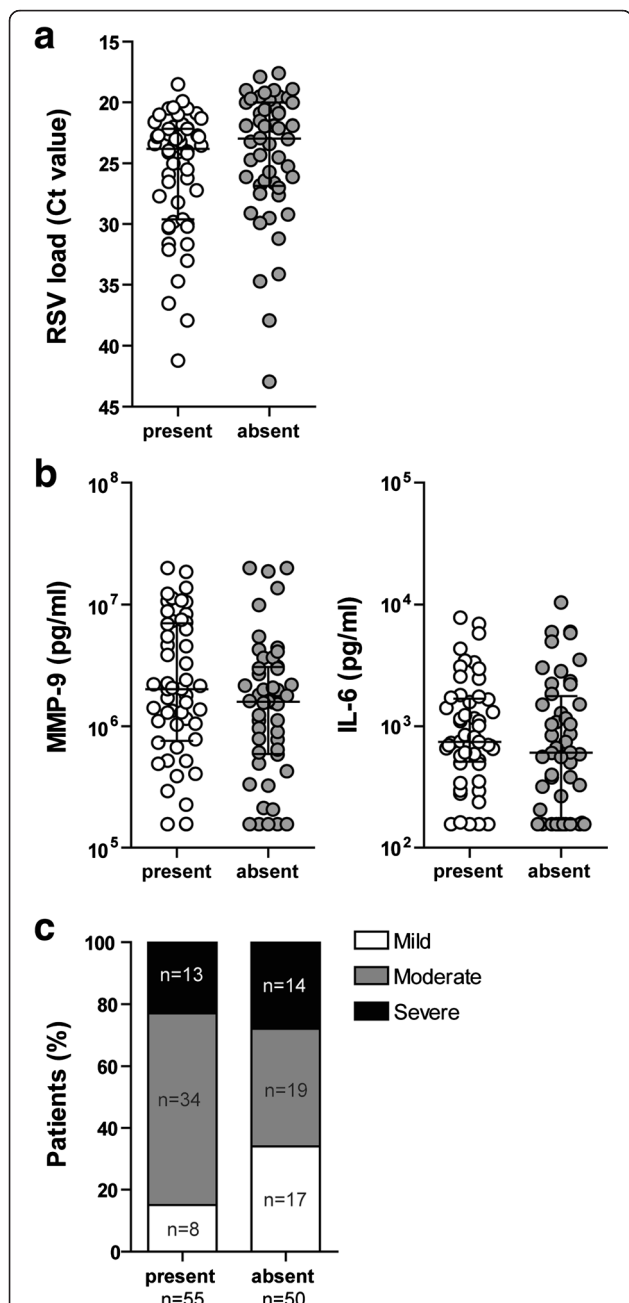 a
RSV load (Ct value)
15
20
25
30
35
40
45
present absent
b
MMP-9 (pg/ml)
10⁸
10⁷
10⁶
10⁵
present absent
IL-6 (pg/ml)
10⁵
10⁴
10³
10²
present absent
c
Patients (%)
100
80
60
40
20
0
n=13
n=34
n=8
n=14
n=19
n=17
present absent
n=55 n=50
Mild
Moderate
Severe